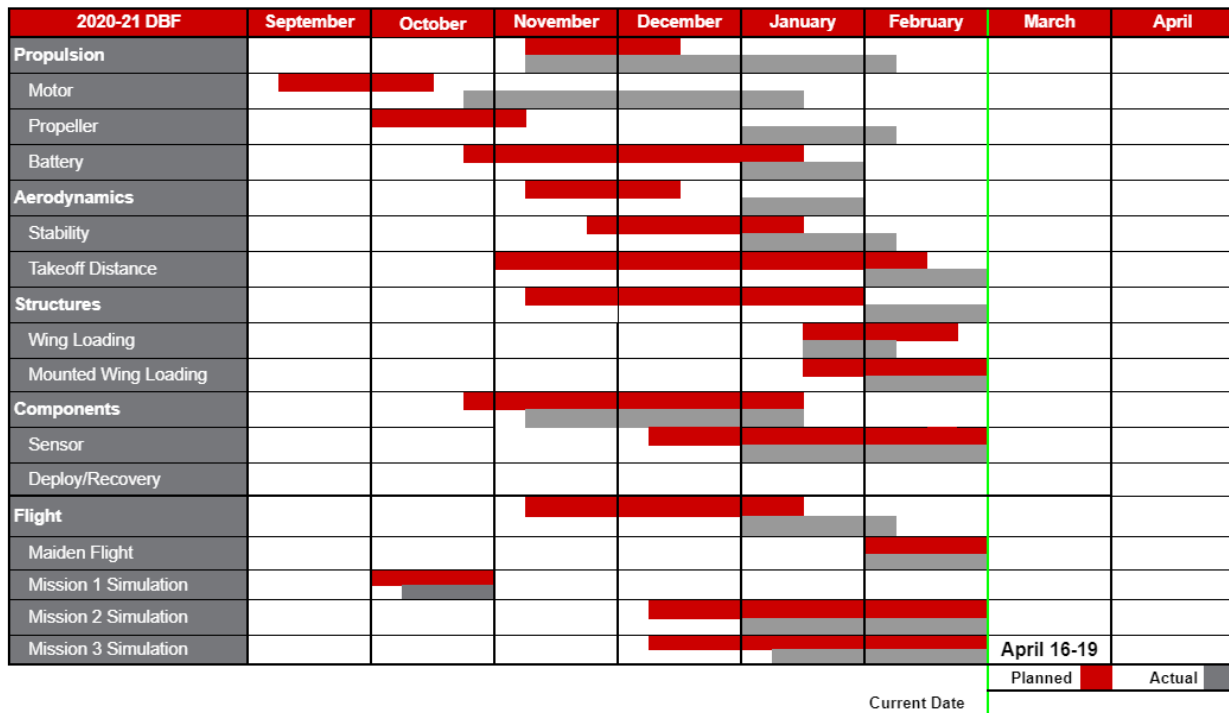 2020-21 DBF September October November December January February March April
Propulsion
Motor
Propeller
Battery
Aerodynamics
Stability
Takeoff Distance
Structures
Wing Loading
Mounted Wing Loading
Components
Sensor
Deploy/Recovery
Flight
Maiden Flight
Mission 1 Simulation
Mission 2 Simulation
Mission 3 Simulation April 16-19
Planned Actual
Current Date